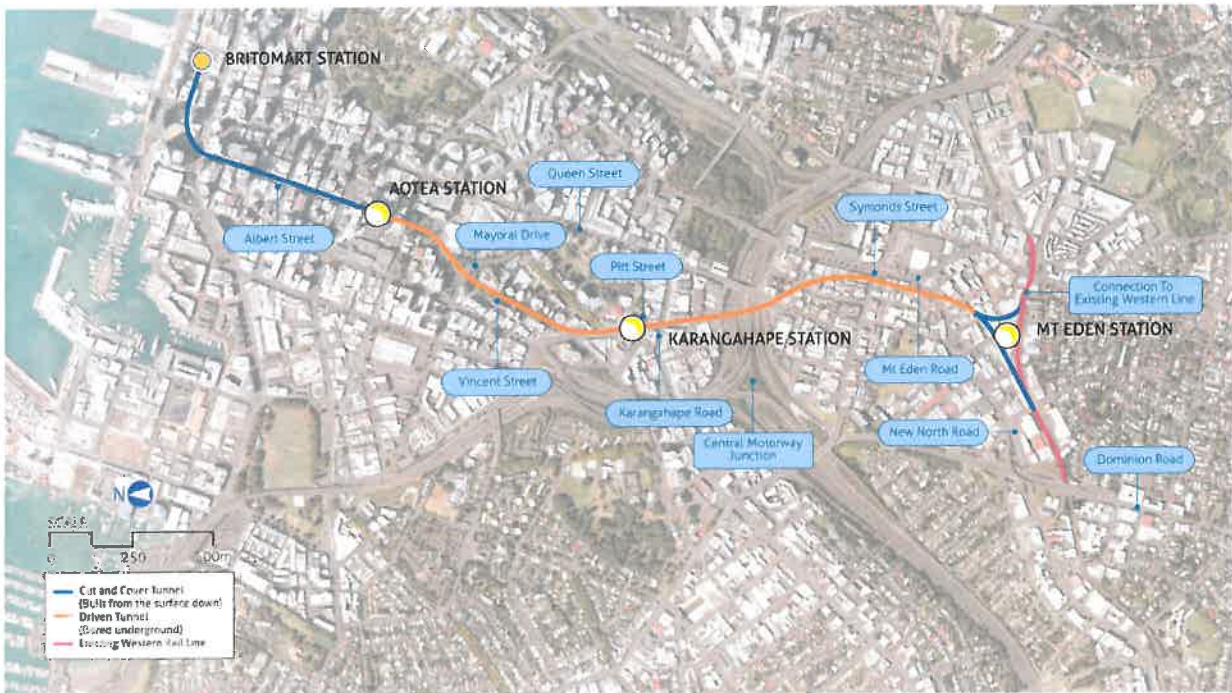 BRITOMART STATION
AOTEA STATION
Queen Street
Symonds Street
Albert Street
Mayoral Drive
Pitt Street
Connection To
Existing Western Line
KARANGAHAPE STATION
MT EDEN STATION
Vincent Street
Mt Eden Road
Karangahape Road
New North Road
Central Motorway
Junction
Dominion Road
N
SCALE
0 250 500m
Cut and Cover Tunnel
(Built from the surface down)
Driven Tunnel
(Bored underground)
Existing Western Rail Line